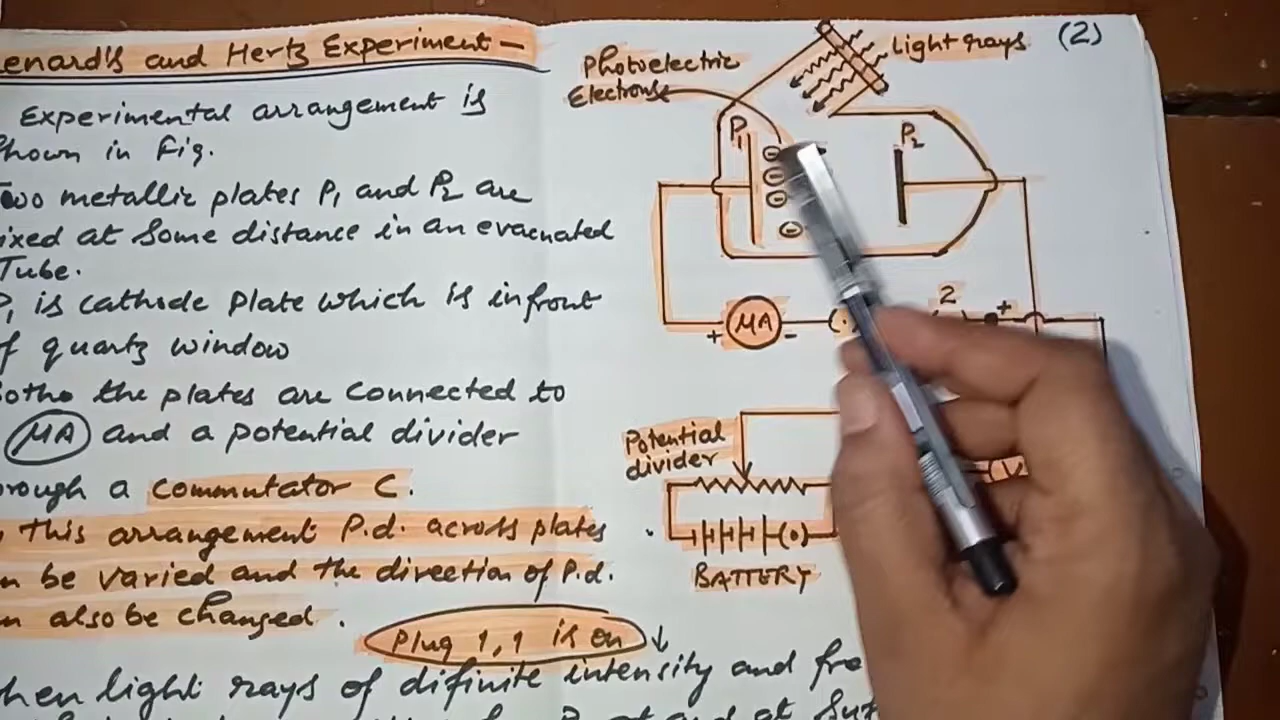 enard's and Hertz Experiment -
Experimental arrangement is
shown in Fig.
Two metallic plates P1 and P2 are
ixed at Some distance in an evacuated
Tube.
P1 is cathode Plate which is infront
f quartz window
Botho the plates are Connected to
MA and a potential divider
orough a Commutator C.
this arrangement P.d. across plates
n be varied and the direction of P.d.
n also be changed.
Plug 1,1 is on
hen light rays of difinite intensity and fre
Photoelectric
Electrons
light rays (2)
P1
P2
2
+ MA - (.) +
Potential
divider
V
BATTERY